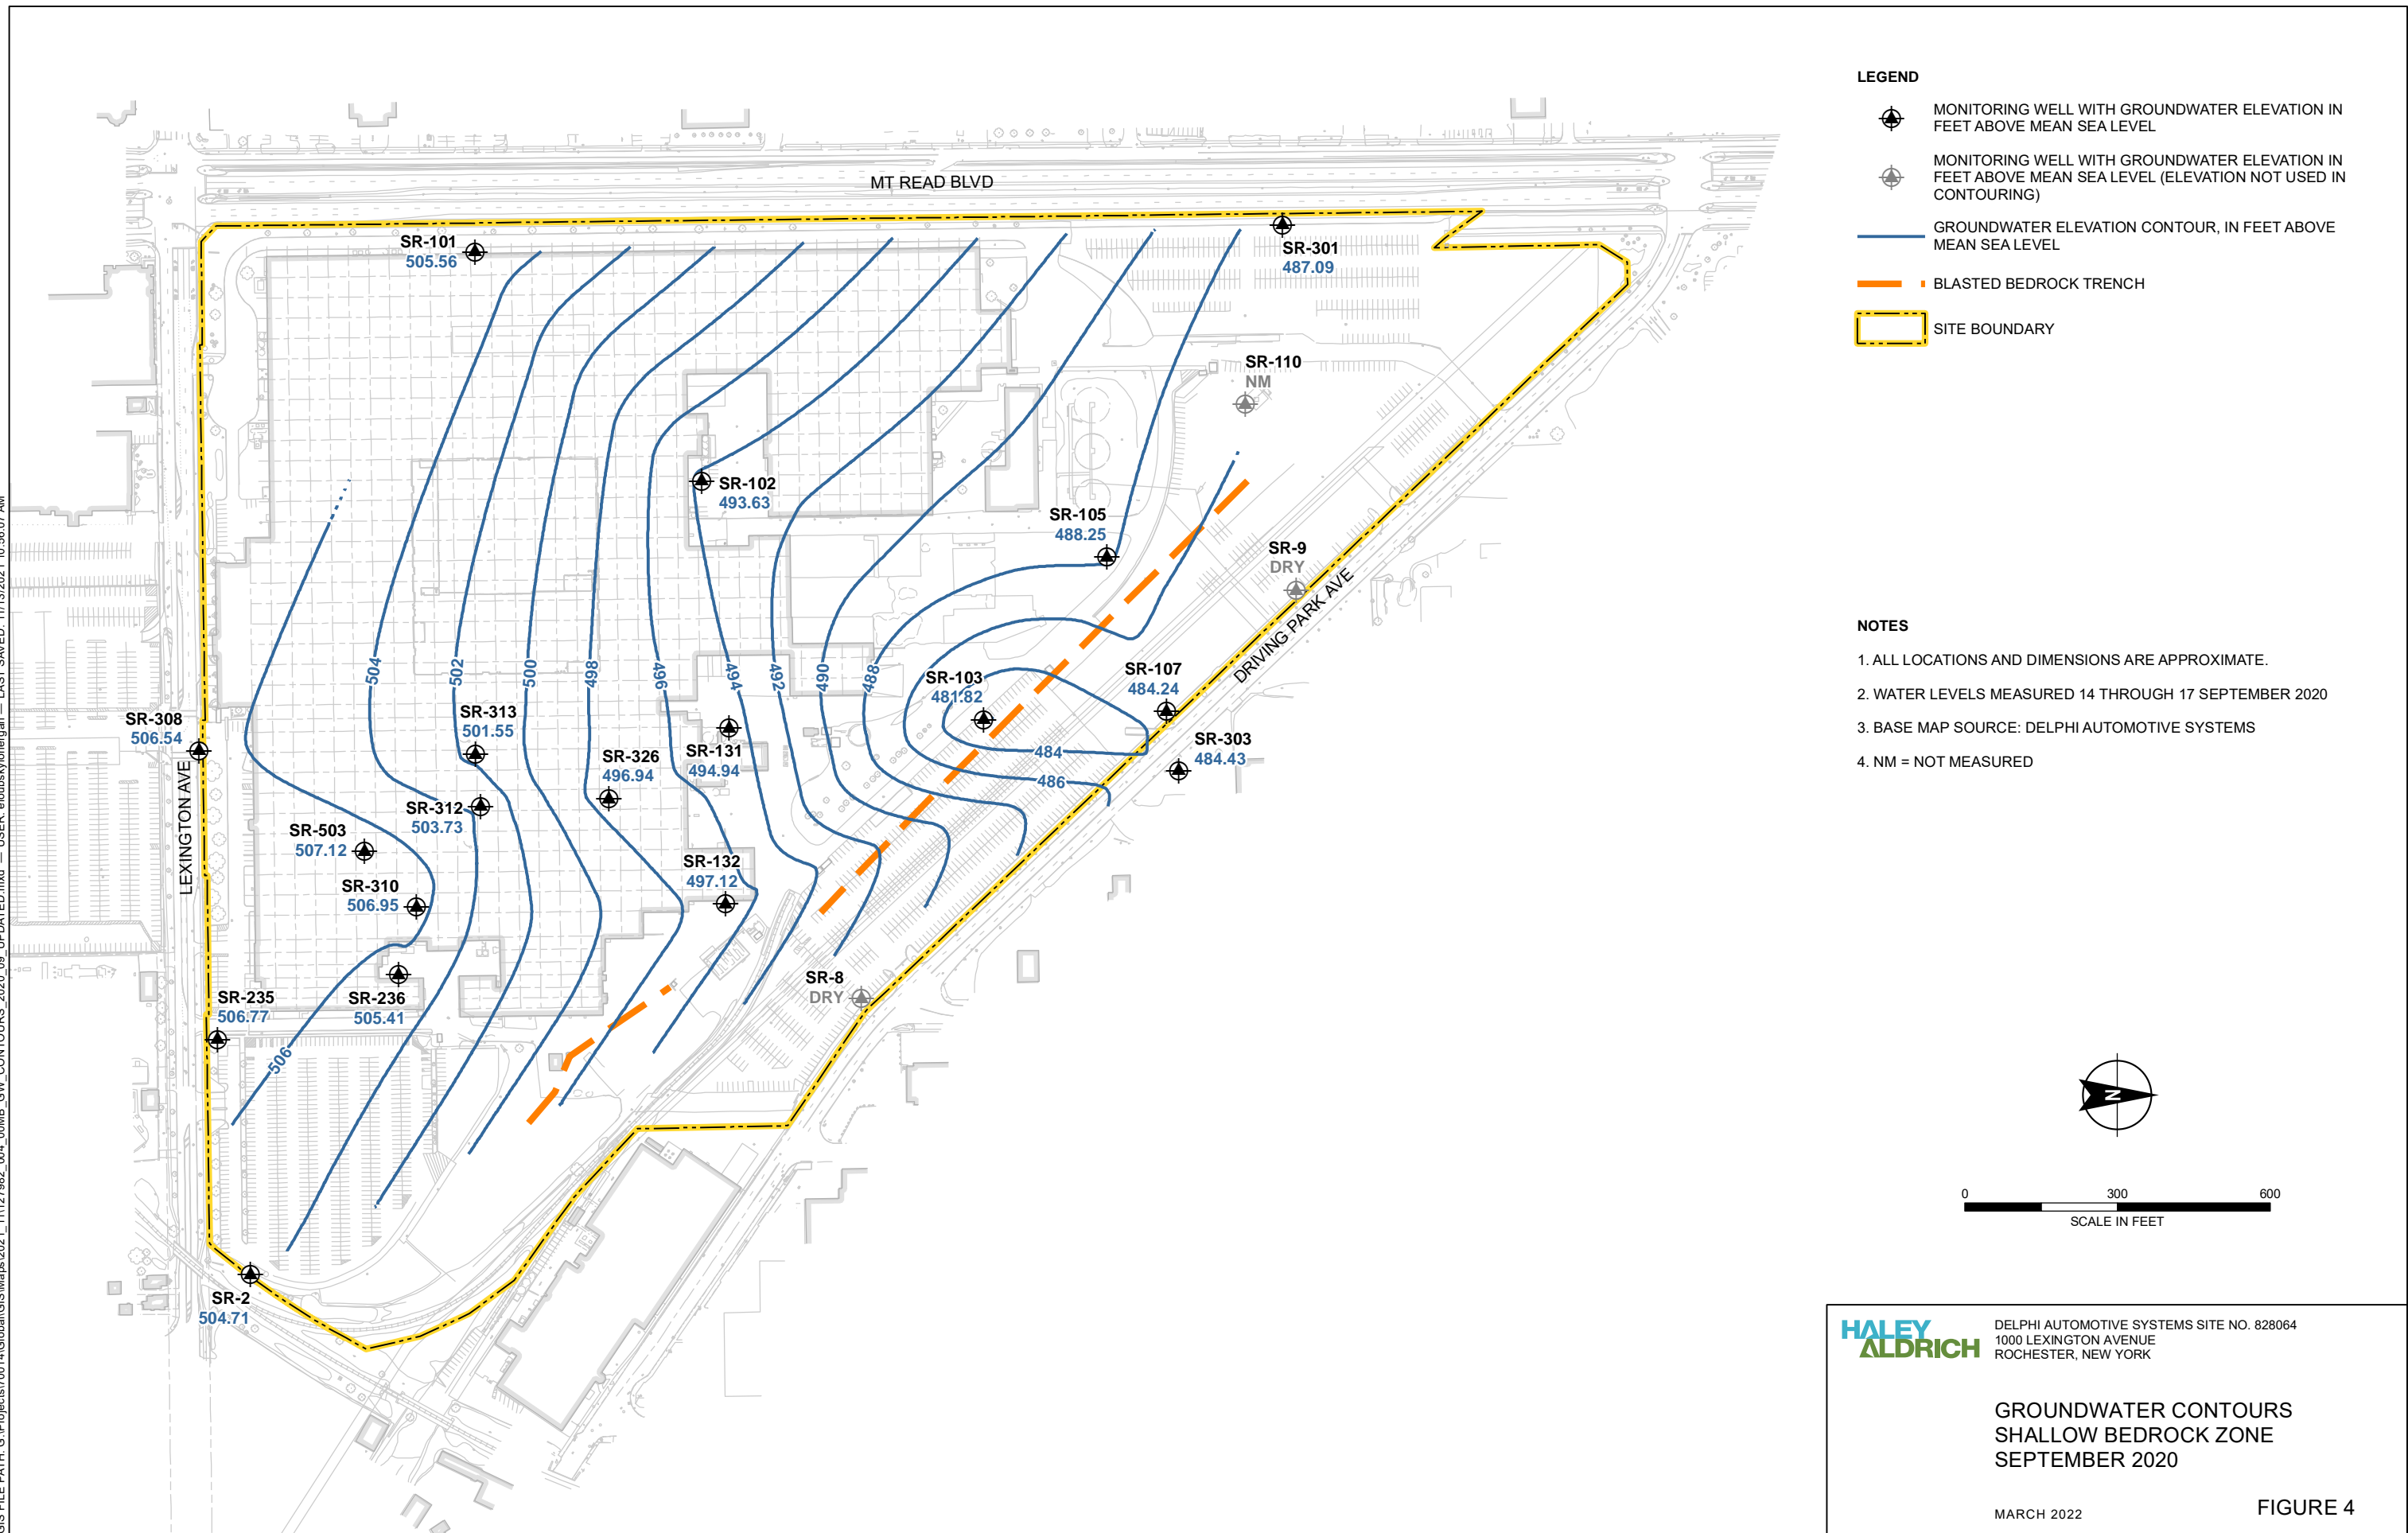 MT READ BLVD
SR-101
505.56
SR-301
487.09
SR-110
NM
SR-102
493.63
SR-105
488.25
SR-9
DRY
DRIVING PARK AVE
504
502
500
498
496
494
492
490
488
SR-103
481.82
SR-107
484.24
SR-308
506.54
SR-313
501.55
SR-326
496.94
SR-131
494.94
484
486
SR-303
484.43
LEXINGTON AVE
SR-312
503.73
SR-503
507.12
SR-310
506.95
SR-132
497.12
SR-8
DRY
SR-235
506.77
SR-236
505.41
506
SR-2
504.71
LEGEND
MONITORING WELL WITH GROUNDWATER ELEVATION IN
FEET ABOVE MEAN SEA LEVEL
MONITORING WELL WITH GROUNDWATER ELEVATION IN
FEET ABOVE MEAN SEA LEVEL (ELEVATION NOT USED IN
CONTOURING)
GROUNDWATER ELEVATION CONTOUR, IN FEET ABOVE
MEAN SEA LEVEL
BLASTED BEDROCK TRENCH
SITE BOUNDARY
NOTES
1. ALL LOCATIONS AND DIMENSIONS ARE APPROXIMATE.
2. WATER LEVELS MEASURED 14 THROUGH 17 SEPTEMBER 2020
3. BASE MAP SOURCE: DELPHI AUTOMOTIVE SYSTEMS
4. NM = NOT MEASURED
N
0 300 600
SCALE IN FEET
HALEY
ALDRICH
DELPHI AUTOMOTIVE SYSTEMS SITE NO. 828064
1000 LEXINGTON AVENUE
ROCHESTER, NEW YORK
GROUNDWATER CONTOURS
SHALLOW BEDROCK ZONE
SEPTEMBER 2020
MARCH 2022
FIGURE 4